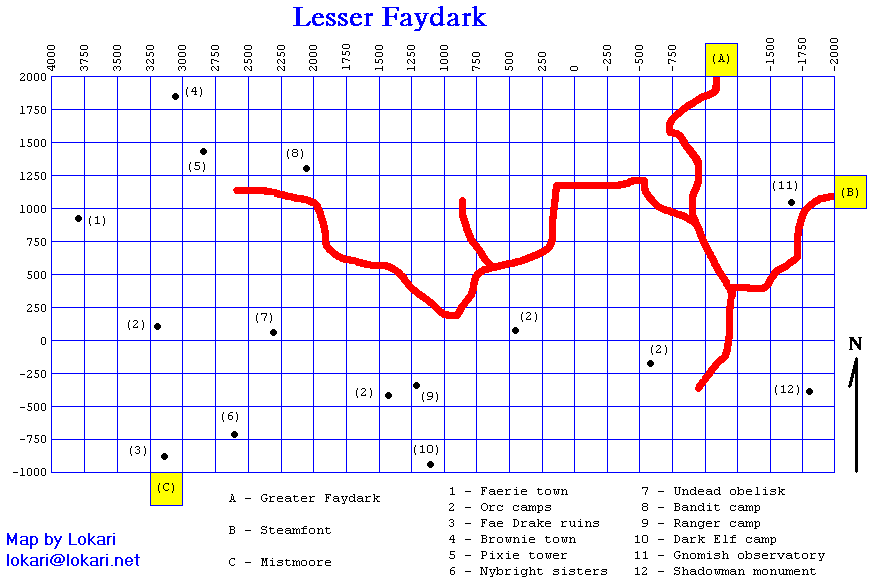 Lesser Faydark
4000 3750 3500 3250 3000 2750 2500 2250 2000 1750 1500 1250 1000 750 500 250 0 -250 -500 -750 (A) -1500 -1750 -2000
2000
(4)
1750
1500
(8)
(5)
1250
(11)
(B)
1000
(1)
750
500
250
(7) (2)
(2)
0
(2)
N
-250
(2) (9) (12)
-500
(6)
-750
(3) (10)
-1000
(C)
A - Greater Faydark
B - Steamfont
C - Mistmoore
1 - Faerie town
2 - Orc camps
3 - Fae Drake ruins
4 - Brownie town
5 - Pixie tower
6 - Nybright sisters
7 - Undead obelisk
8 - Bandit camp
9 - Ranger camp
10 - Dark Elf camp
11 - Gnomish observatory
12 - Shadowman monument
Map by Lokari
lokari@lokari.net